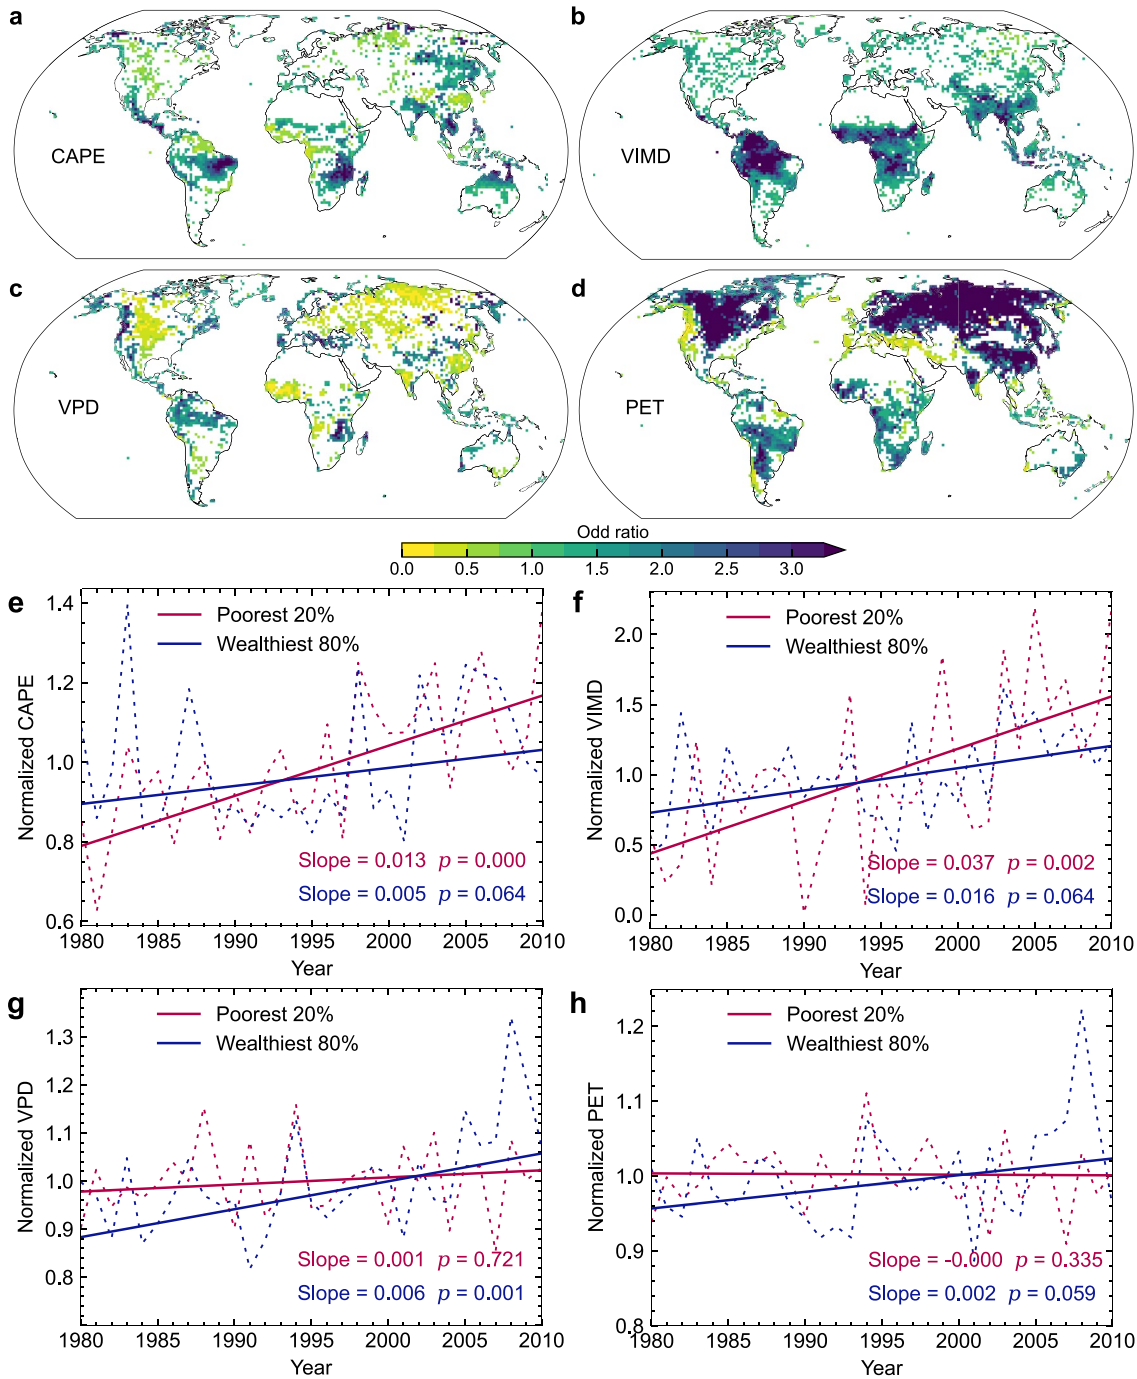 a
b
CAPE
VIMD
c
d
VPD
PET
Odd ratio
0.0 0.5 1.0 1.5 2.0 2.5 3.0
e
Poorest 20%
Wealthiest 80%
1.4
1.2
1.0
0.8
0.6
Normalized CAPE
Slope = 0.013 p = 0.000
Slope = 0.005 p = 0.064
1980 1985 1990 1995 2000 2005 2010
Year
f
Poorest 20%
Wealthiest 80%
2.0
1.5
1.0
0.5
0.0
Normalized VIMD
Slope = 0.037 p = 0.002
Slope = 0.016 p = 0.064
1980 1985 1990 1995 2000 2005 2010
Year
g
Poorest 20%
Wealthiest 80%
1.3
1.2
1.1
1.0
0.9
0.8
Normalized VPD
Slope = 0.001 p = 0.721
Slope = 0.006 p = 0.001
1980 1985 1990 1995 2000 2005 2010
Year
h
Poorest 20%
Wealthiest 80%
1.2
1.1
1.0
0.9
0.8
Normalized PET
Slope = -0.000 p = 0.335
Slope = 0.002 p = 0.059
1980 1985 1990 1995 2000 2005 2010
Year